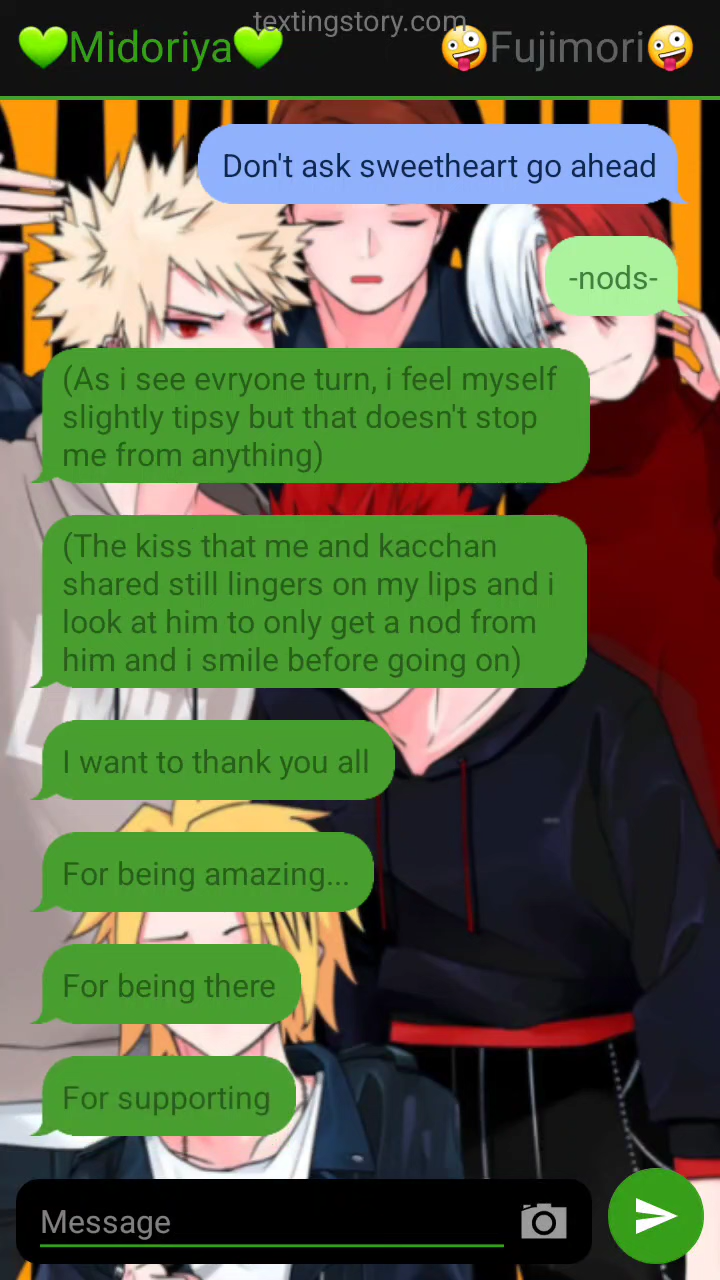 textingstory.com
💚Midoriya💚
🤪Fujimori🤪
Don't ask sweetheart go ahead
-nods-
(As i see evryone turn, i feel myself
slightly tipsy but that doesn't stop
me from anything)
(The kiss that me and kacchan
shared still lingers on my lips and i
look at him to only get a nod from
him and i smile before going on)
I want to thank you all
For being amazing...
For being there
For supporting
Message